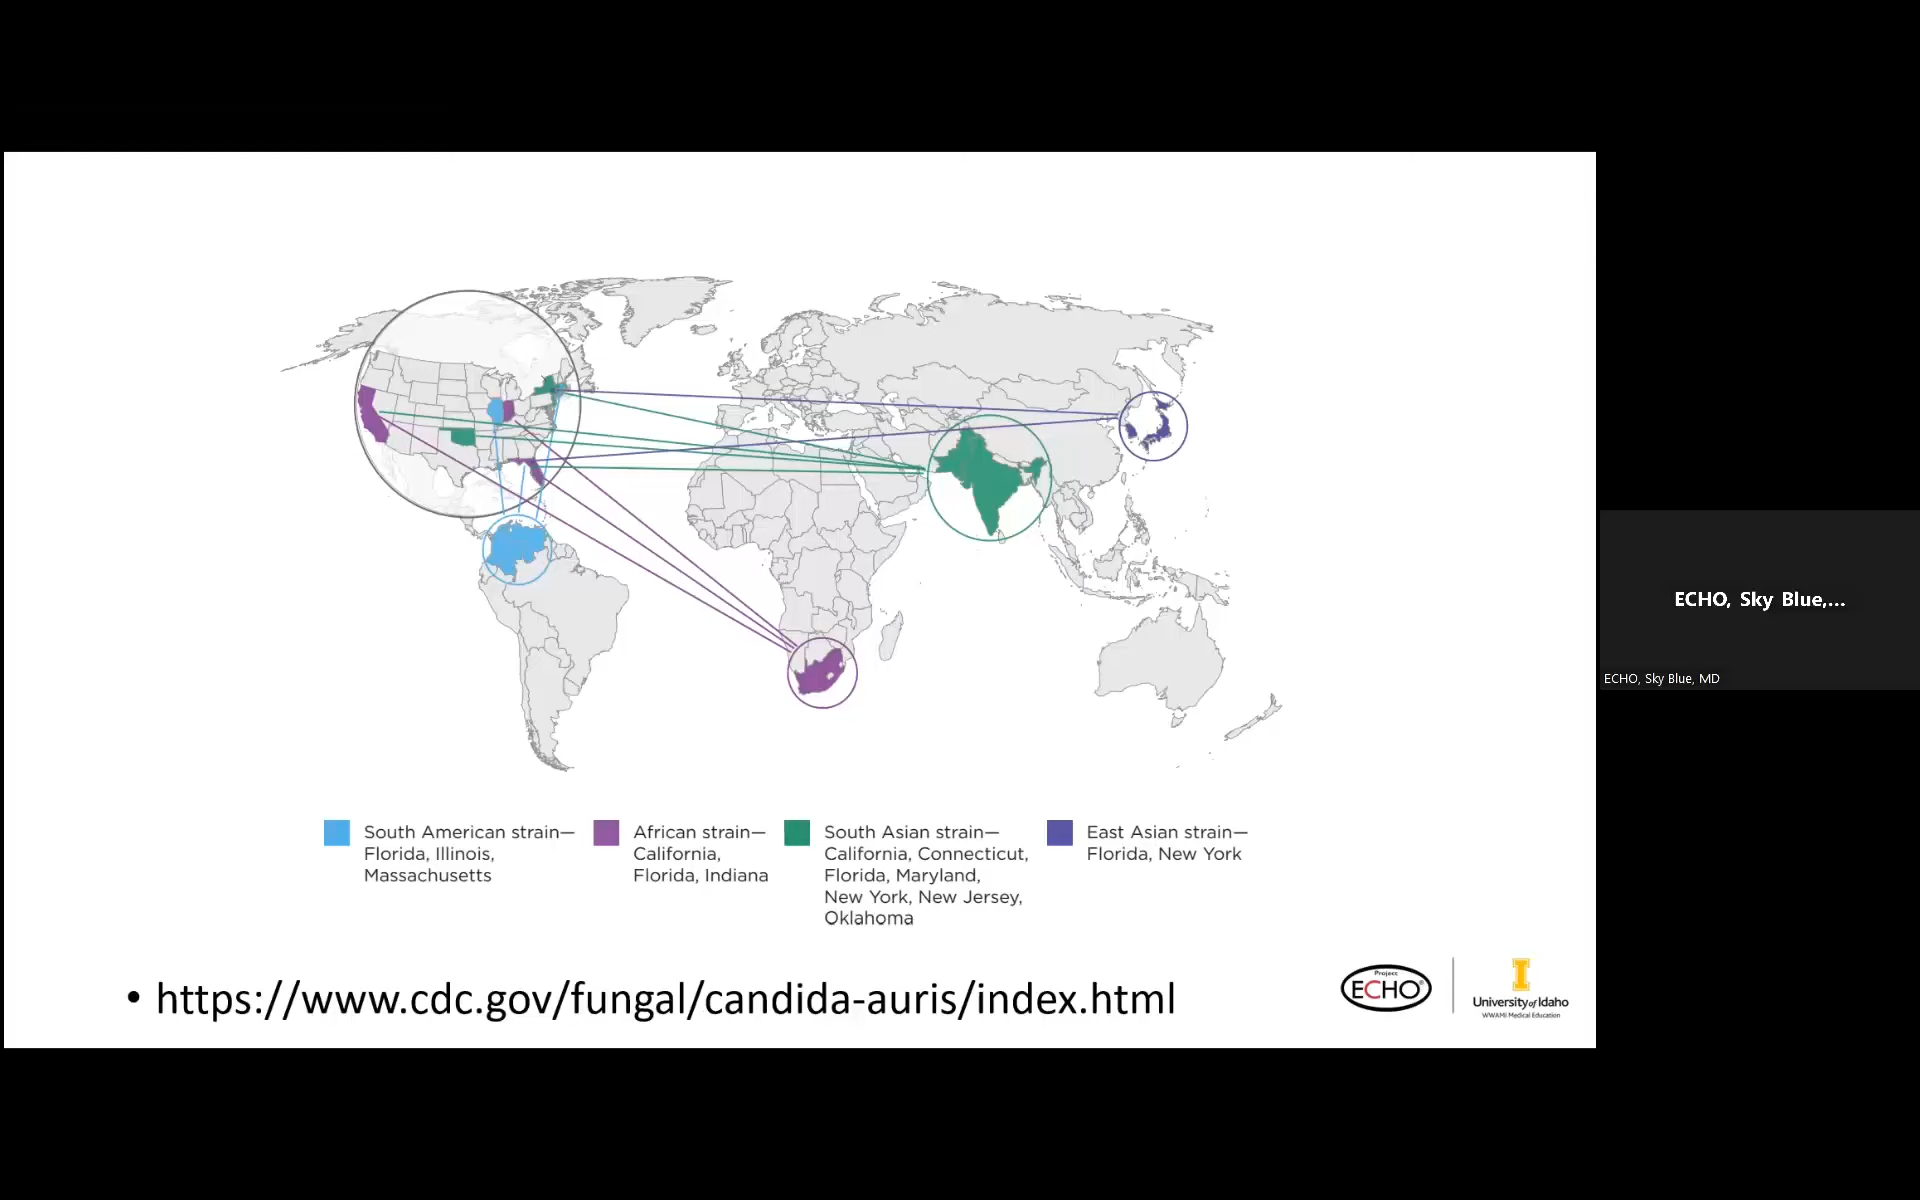 South American strain—
Florida, Illinois,
Massachusetts
African strain—
California,
Florida, Indiana
South Asian strain—
California, Connecticut,
Florida, Maryland,
New York, New Jersey,
Oklahoma
East Asian strain—
Florida, New York
• https://www.cdc.gov/fungal/candida-auris/index.html
Project
ECHO®
University of Idaho
WWAMI Medical Education
ECHO, Sky Blue,...
ECHO, Sky Blue, MD